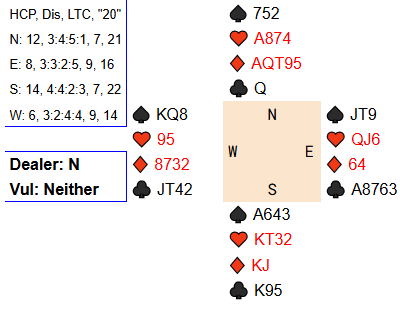 HCP, Dis, LTC, "20"
N: 12, 3:4:5:1, 7, 21
E: 8, 3:3:2:5, 9, 16
S: 14, 4:4:2:3, 7, 22
W: 6, 3:2:4:4, 9, 14
Dealer: N
Vul: Neither
♠ 752
♥ A874
♦ AQT95
♣ Q
♠ KQ8
♥ 95
♦ 8732
♣ JT42
N
W E
S
♠ JT9
♥ QJ6
♦ 64
♣ A8763
♠ A643
♥ KT32
♦ KJ
♣ K95